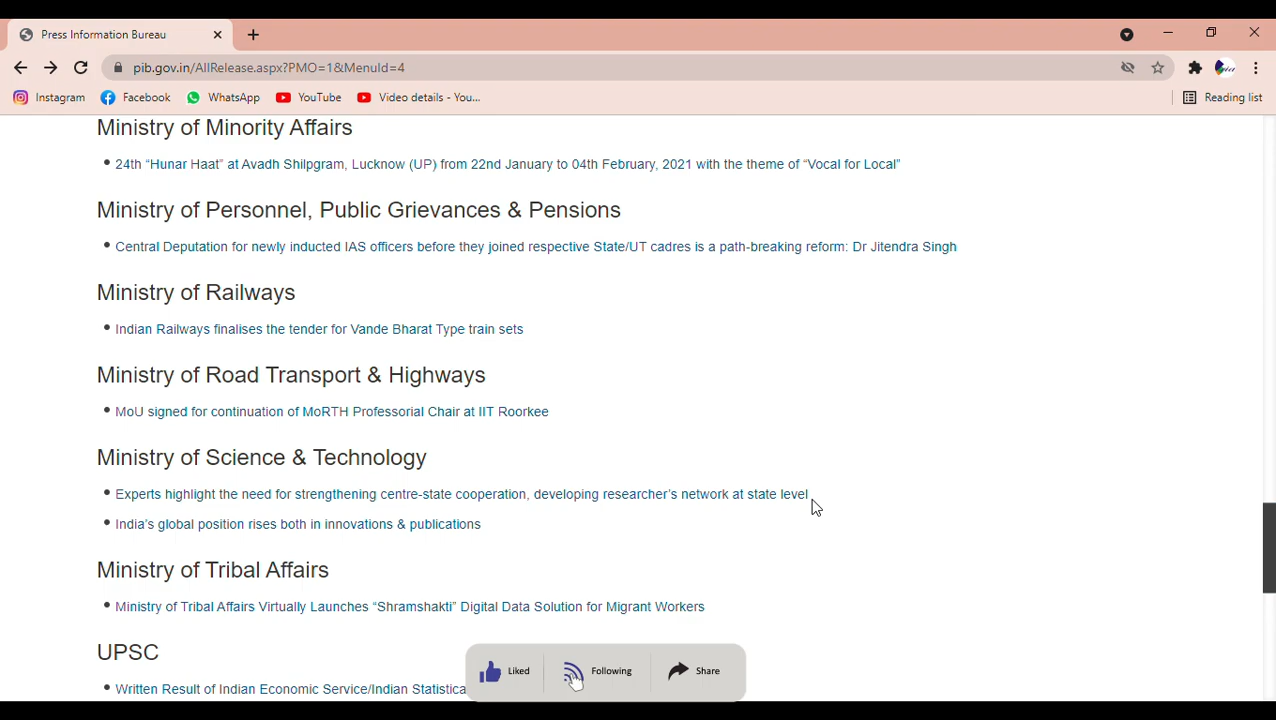 Press Information Bureau
pib.gov.in/AllRelease.aspx?PMO=1&MenuId=4
Instagram Facebook WhatsApp YouTube Video details - You... Reading list
Ministry of Minority Affairs
24th “Hunar Haat” at Avadh Shilpgram, Lucknow (UP) from 22nd January to 04th February, 2021 with the theme of “Vocal for Local”
Ministry of Personnel, Public Grievances & Pensions
Central Deputation for newly inducted IAS officers before they joined respective State/UT cadres is a path-breaking reform: Dr Jitendra Singh
Ministry of Railways
Indian Railways finalises the tender for Vande Bharat Type train sets
Ministry of Road Transport & Highways
MoU signed for continuation of MoRTH Professorial Chair at IIT Roorkee
Ministry of Science & Technology
Experts highlight the need for strengthening centre-state cooperation, developing researcher’s network at state level
India’s global position rises both in innovations & publications
Ministry of Tribal Affairs
Ministry of Tribal Affairs Virtually Launches “Shramshakti” Digital Data Solution for Migrant Workers
UPSC
Written Result of Indian Economic Service/Indian Statistica
Liked Following Share